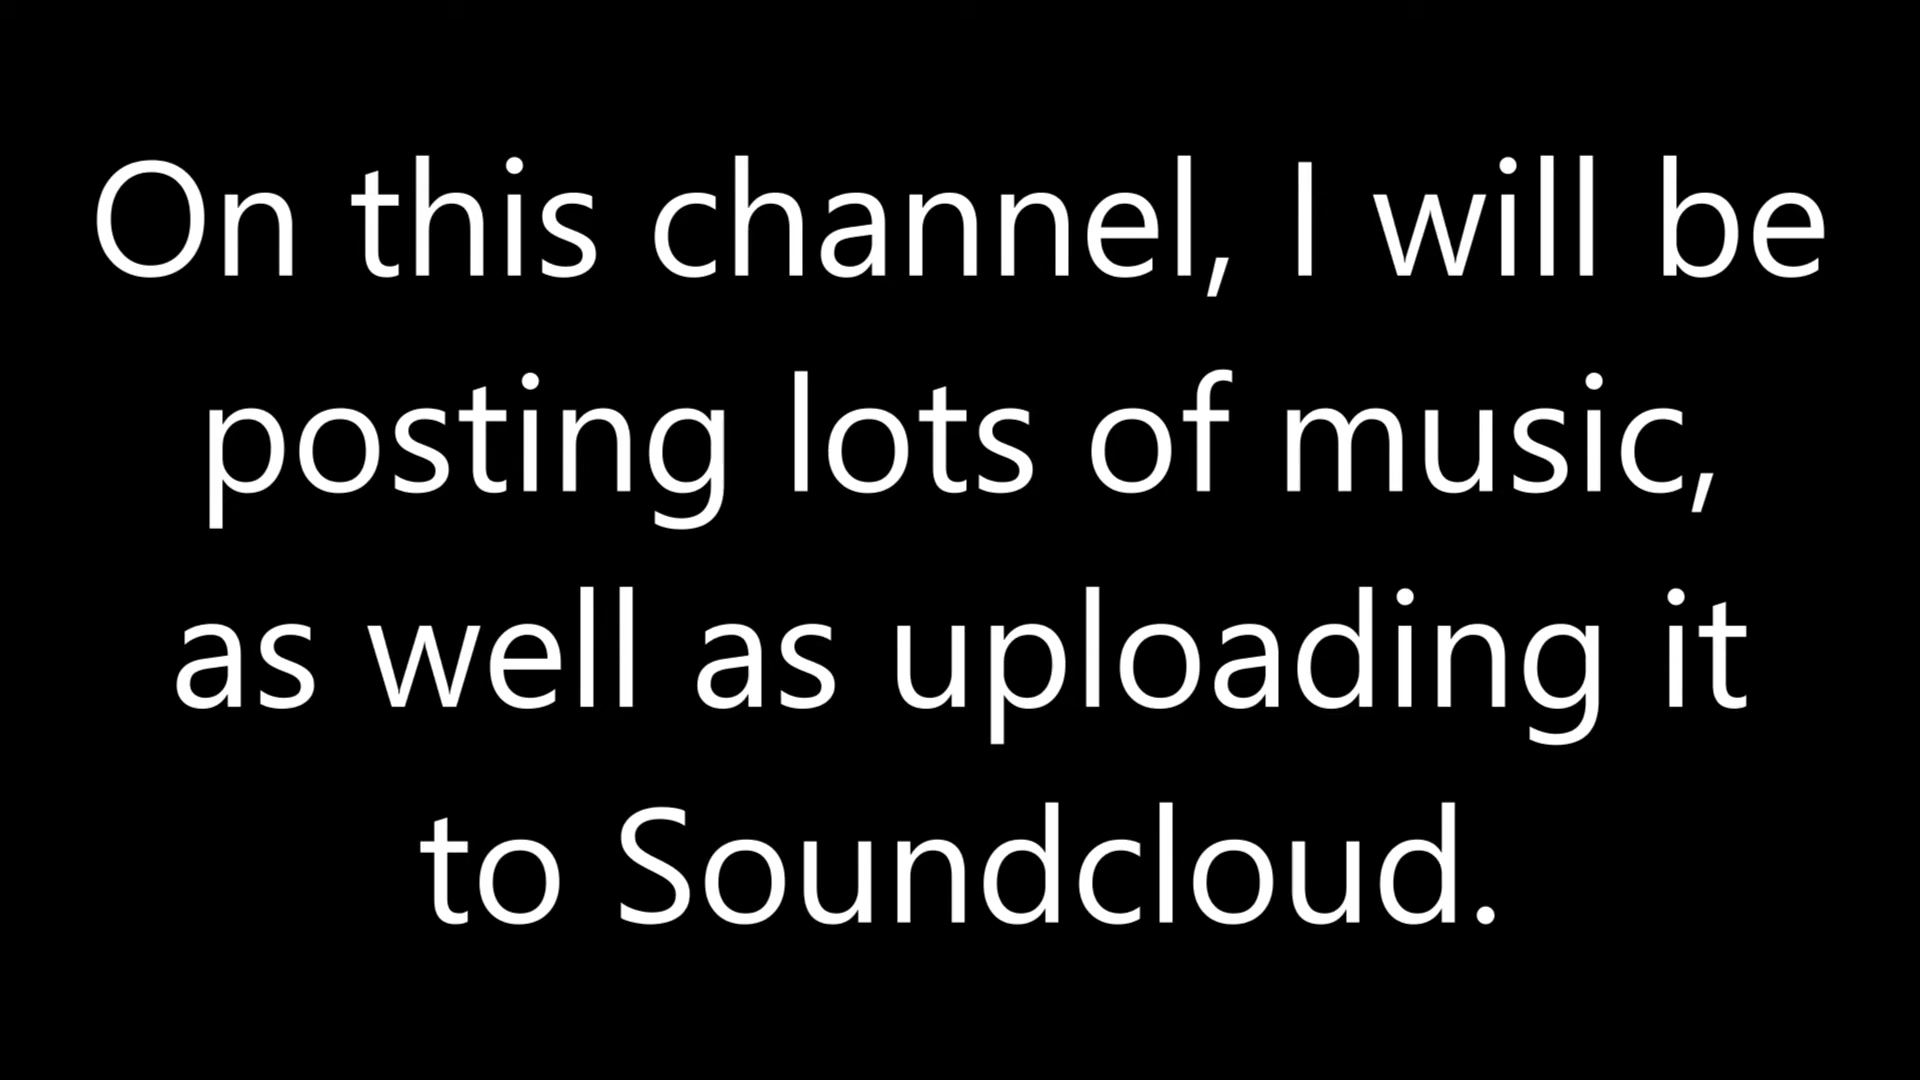 On this channel, I will be
posting lots of music,
as well as uploading it
to Soundcloud.